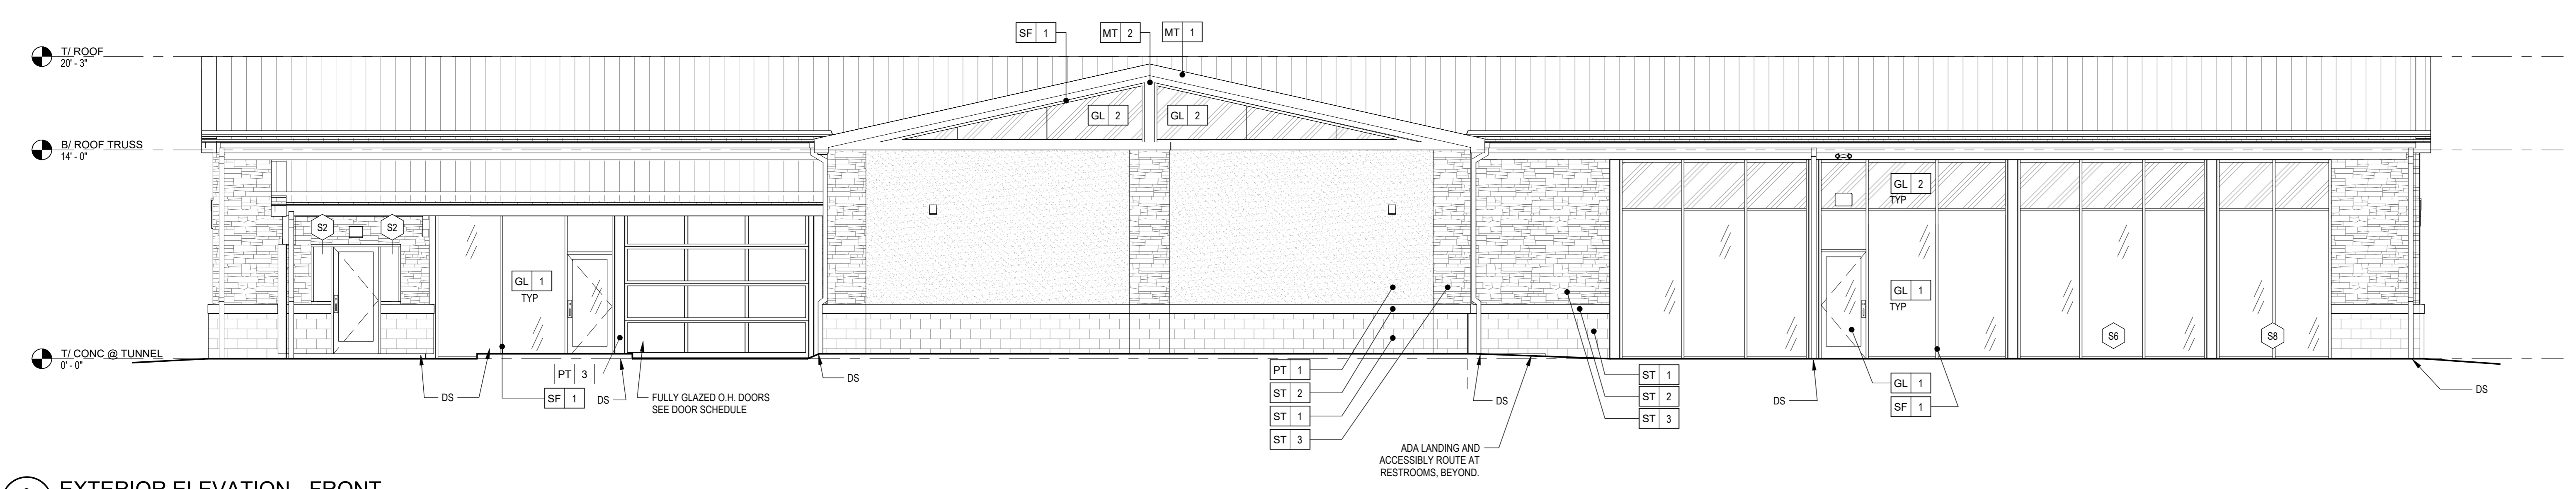 SF 1
MT 2
MT 1
T/ ROOF
20' - 3"
GL 2
GL 2
B/ ROOF TRUSS
14' - 0"
GL 2
TYP
S2
S2
GL 1
TYP
GL 1
TYP
S6
S8
T/ CONC @ TUNNEL
0' - 0"
PT 3
SF 1
DS
DS
FULLY GLAZED O.H. DOORS
SEE DOOR SCHEDULE
DS
PT 1
ST 2
ST 1
ST 3
DS
ADA LANDING AND
ACCESSIBLY ROUTE AT
RESTROOMS, BEYOND.
ST 1
ST 2
ST 3
DS
GL 1
SF 1
DS
EXTERIOR ELEVATION - FRONT